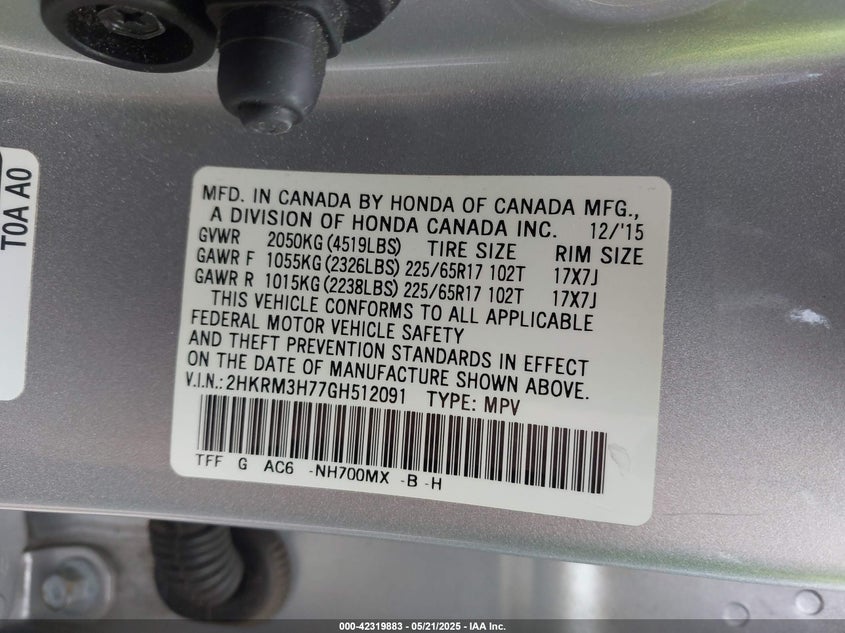 T0A A0
MFD. IN CANADA BY HONDA OF CANADA MFG.,
A DIVISION OF HONDA CANADA INC. 12/'15
GVWR 2050KG (4519LBS) TIRE SIZE RIM SIZE
GAWR F 1055KG (2326LBS) 225/65R17 102T 17X7J
GAWR R 1015KG (2238LBS) 225/65R17 102T 17X7J
THIS VEHICLE CONFORMS TO ALL APPLICABLE
FEDERAL MOTOR VEHICLE SAFETY
AND THEFT PREVENTION STANDARDS IN EFFECT
ON THE DATE OF MANUFACTURE SHOWN ABOVE.
V.I.N.: 2HKRM3H77GH512091 TYPE: MPV
TFF G AC6 -NH700MX -B -H
000-42319883 - 05/21/2025 - IAA Inc.